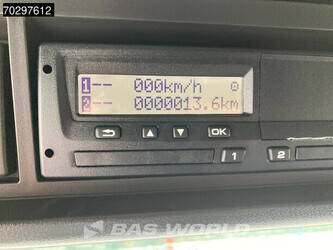 70297612
1-- 000km/h
2-- 0000013.6km
OK
1 2
BAS WORLD